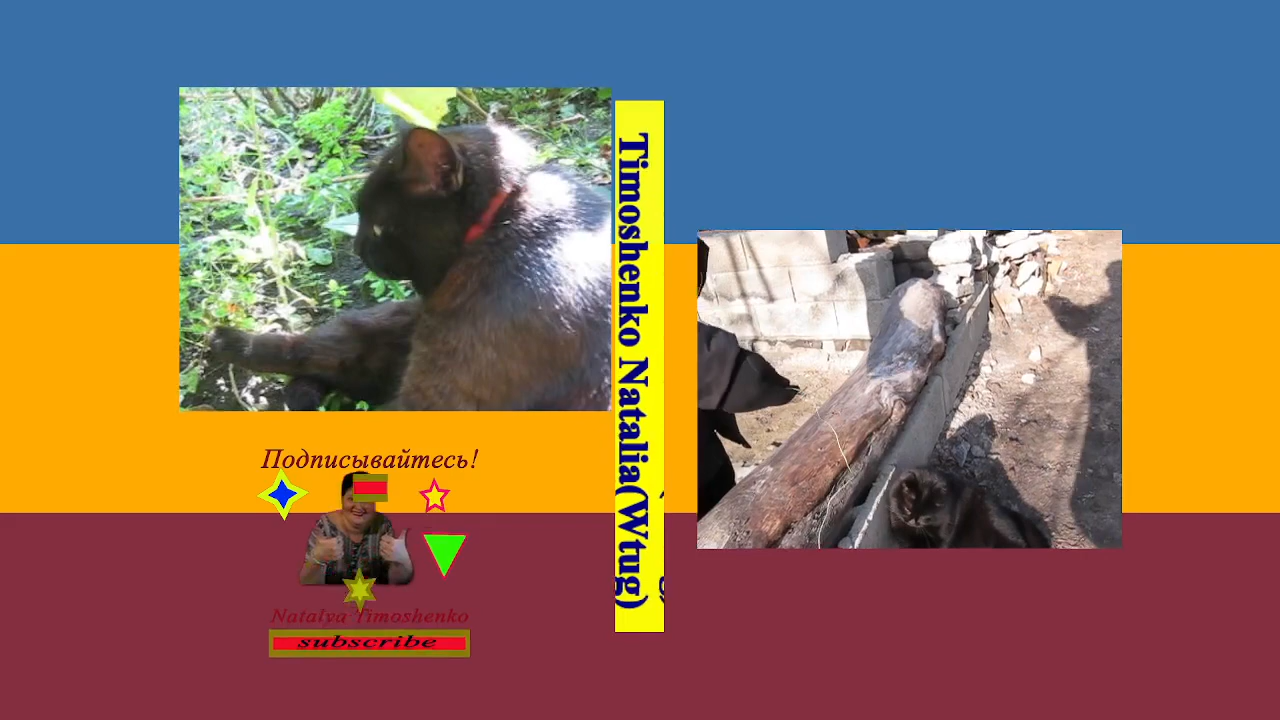 Timoshenko Natalia(Wtug)
Подписывайтесь!
Natalya Timoshenko
subscribe